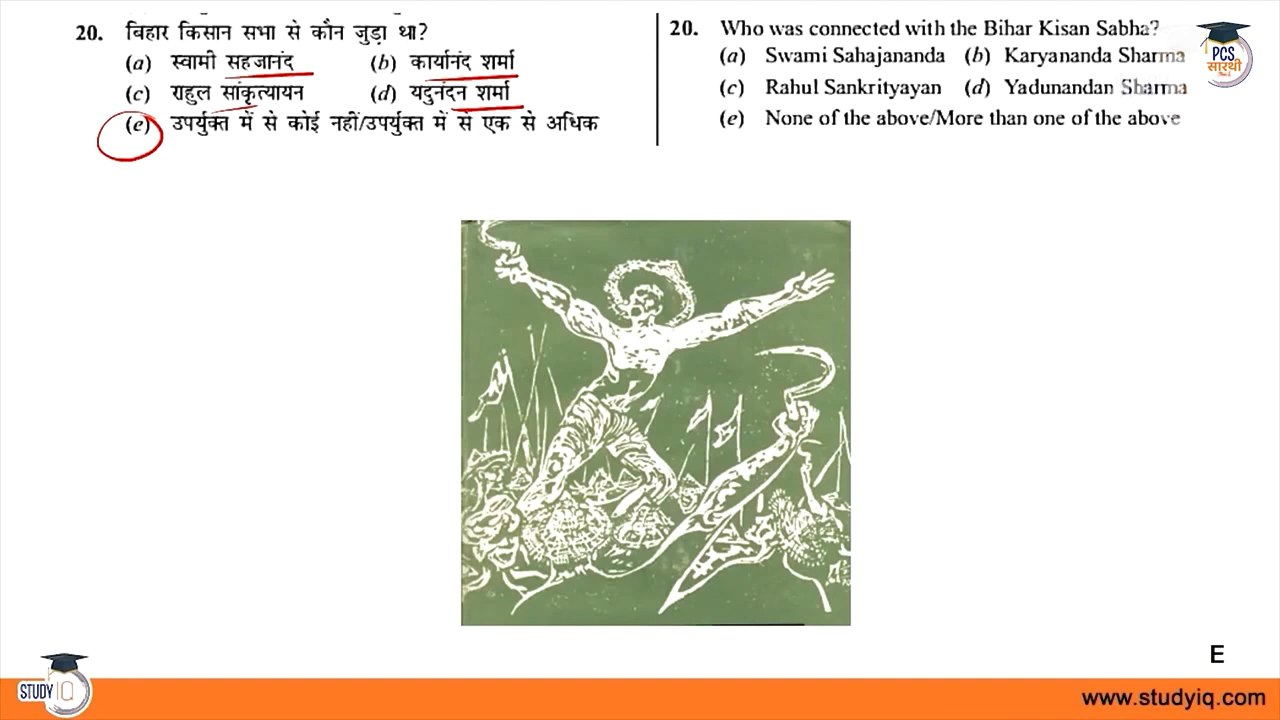 20. बिहार किसान सभा से कौन जुड़ा था?
(a) स्वामी सहजानंद (b) कार्यानंद शर्मा
(c) राहुल सांकृत्यायन (d) यदुनंदन शर्मा
(e) उपर्युक्त में से कोई नहीं/उपर्युक्त में से एक से अधिक
20. Who was connected with the Bihar Kisan Sabha?
(a) Swami Sahajananda (b) Karyananda Sharma
(c) Rahul Sankrityayan (d) Yadunandan Sharma
(e) None of the above/More than one of the above
PCS
सारथी
E
STUDY IQ
www.studyiq.com